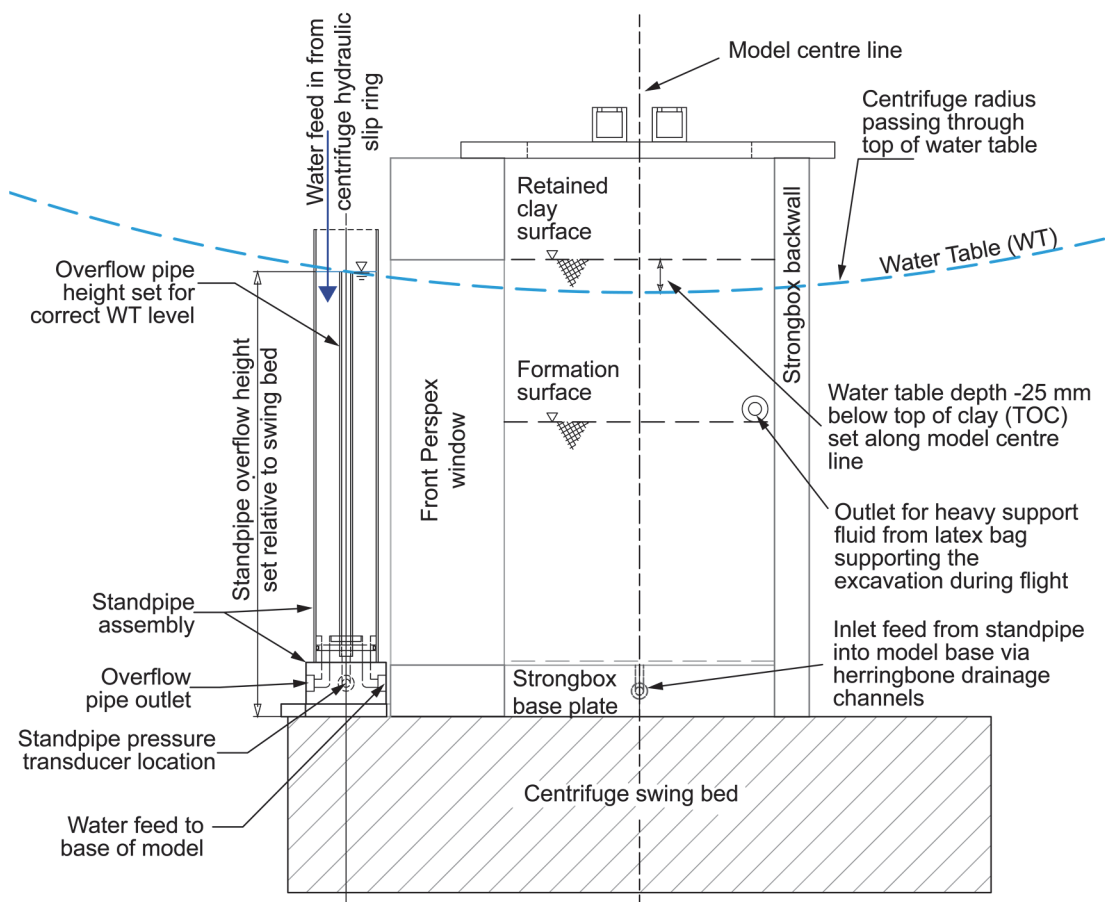 Model centre line
Water feed in from
centrifuge hydraulic
slip ring
Centrifuge radius
passing through
top of water table
Retained
clay
surface
Water Table (WT)
Overflow pipe
height set for
correct WT level
Strongbox backwall
Standpipe overflow height
set relative to swing bed
Front Perspex
window
Formation
surface
Water table depth -25 mm
below top of clay (TOC)
set along model centre
line
Outlet for heavy support
fluid from latex bag
supporting the
excavation during flight
Standpipe
assembly
Inlet feed from standpipe
into model base via
herringbone drainage
channels
Overflow
pipe outlet
Strongbox
base plate
Standpipe pressure
transducer location
Centrifuge swing bed
Water feed to
base of model